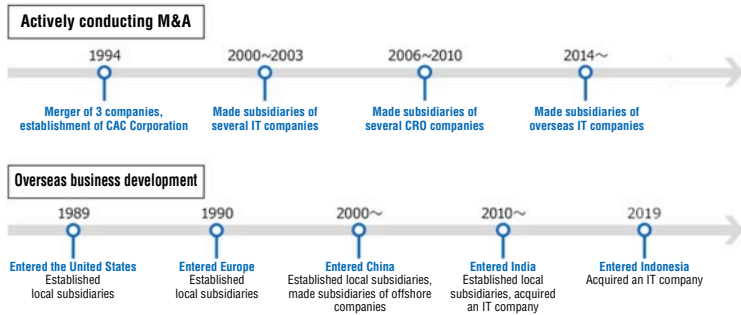 Actively conducting M&A
1994
2000~2003
2006~2010
2014～
Merger of 3 companies,
establishment of CAC Corporation
Made subsidiaries of
several IT companies
Made subsidiaries of
several CRO companies
Made subsidiaries of
overseas IT companies
Overseas business development
1989
1990
2000～
2010～
2019
Entered the United States
Established
local subsidiaries
Entered Europe
Established
local subsidiaries
Entered China
Established local subsidiaries,
made subsidiaries of offshore
companies
Entered India
Established local
subsidiaries, acquired
an IT company
Entered Indonesia
Acquired an IT company